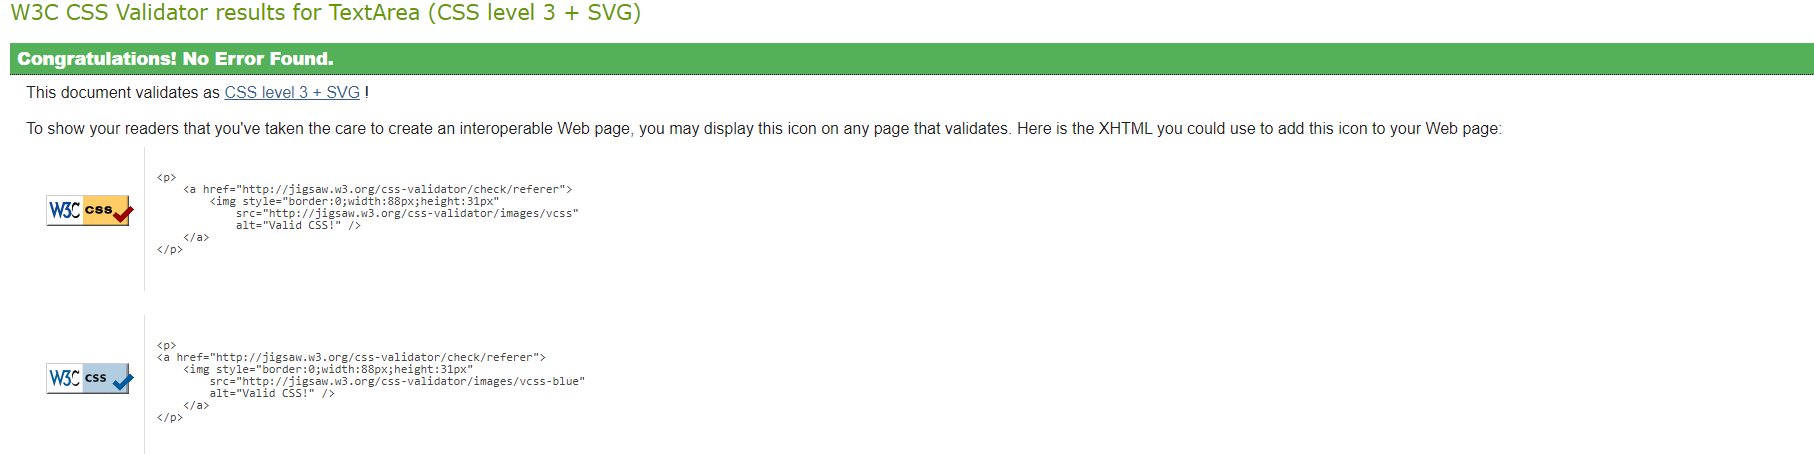 W3C CSS Validator results for TextArea (CSS level 3 + SVG)
Congratulations! No Error Found.
This document validates as CSS level 3 + SVG !
To show your readers that you've taken the care to create an interoperable Web page, you may display this icon on any page that validates. Here is the XHTML you could use to add this icon to your Web page:
W3C css
<p>
    <a href="http://jigsaw.w3.org/css-validator/check/referer">
        <img style="border:0;width:88px;height:31px"
            src="http://jigsaw.w3.org/css-validator/images/vcss"
            alt="Valid CSS!" />
    </a>
</p>
W3C css
<p>
<a href="http://jigsaw.w3.org/css-validator/check/referer">
    <img style="border:0;width:88px;height:31px"
        src="http://jigsaw.w3.org/css-validator/images/vcss-blue"
        alt="Valid CSS!" />
    </a>
</p>